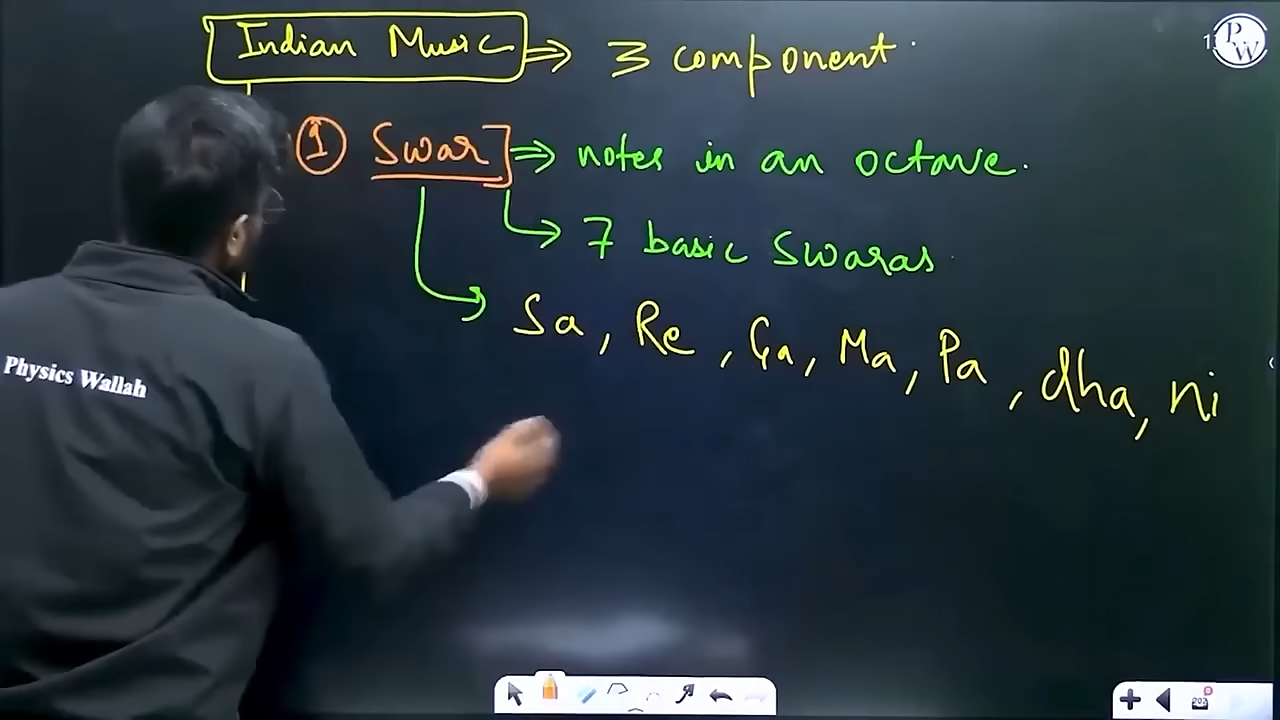 Indian Music ⇒ 3 component
① Swar ⇒ notes in an octave.
→ 7 basic Swaras
→ Sa, Re, Ga, Ma, Pa, dha, ni
Physics Wallah
PW